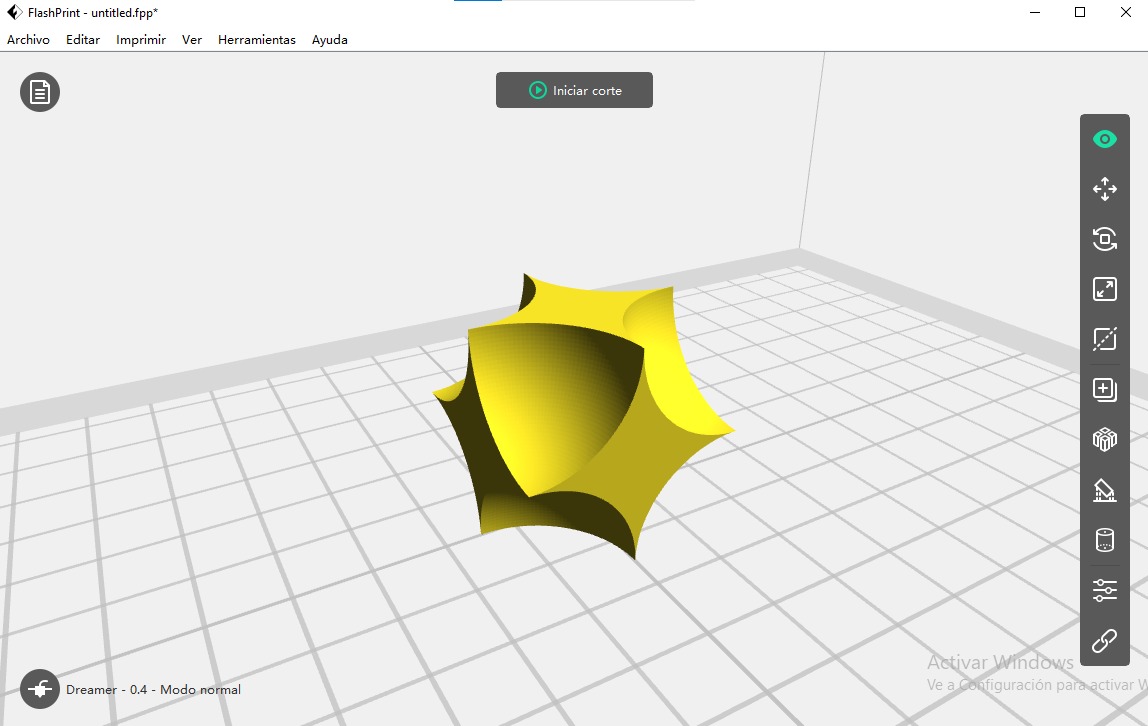 FlashPrint - untitled.fpp*
Archivo Editar Imprimir Ver Herramientas Ayuda
Iniciar corte
Activar Windows
Ve a Configuración para activar W
Dreamer - 0.4 - Modo normal